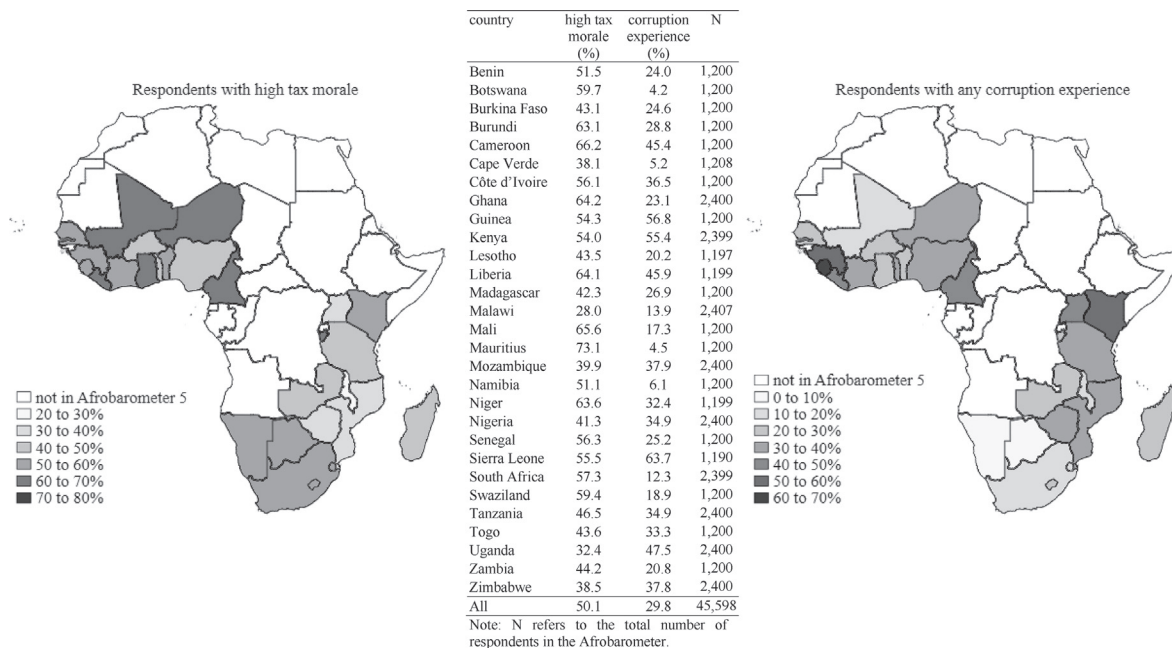 Respondents with high tax morale
not in Afrobarometer 5
20 to 30%
30 to 40%
40 to 50%
50 to 60%
60 to 70%
70 to 80%
country high tax morale (%) corruption experience (%) N
Benin 51.5 24.0 1,200
Botswana 59.7 4.2 1,200
Burkina Faso 43.1 24.6 1,200
Burundi 63.1 28.8 1,200
Cameroon 66.2 45.4 1,200
Cape Verde 38.1 5.2 1,208
Côte d’Ivoire 56.1 36.5 1,200
Ghana 64.2 23.1 2,400
Guinea 54.3 56.8 1,200
Kenya 54.0 55.4 2,399
Lesotho 43.5 20.2 1,197
Liberia 64.1 45.9 1,199
Madagascar 42.3 26.9 1,200
Malawi 28.0 13.9 2,407
Mali 65.6 17.3 1,200
Mauritius 73.1 4.5 1,200
Mozambique 39.9 37.9 2,400
Namibia 51.1 6.1 1,200
Niger 63.6 32.4 1,199
Nigeria 41.3 34.9 2,400
Senegal 56.3 25.2 1,200
Sierra Leone 55.5 63.7 1,190
South Africa 57.3 12.3 2,399
Swaziland 59.4 18.9 1,200
Tanzania 46.5 34.9 2,400
Togo 43.6 33.3 1,200
Uganda 32.4 47.5 2,400
Zambia 44.2 20.8 1,200
Zimbabwe 38.5 37.8 2,400
All 50.1 29.8 45,598
Note: N refers to the total number of
respondents in the Afrobarometer.
Respondents with any corruption experience
not in Afrobarometer 5
0 to 10%
10 to 20%
20 to 30%
30 to 40%
40 to 50%
50 to 60%
60 to 70%